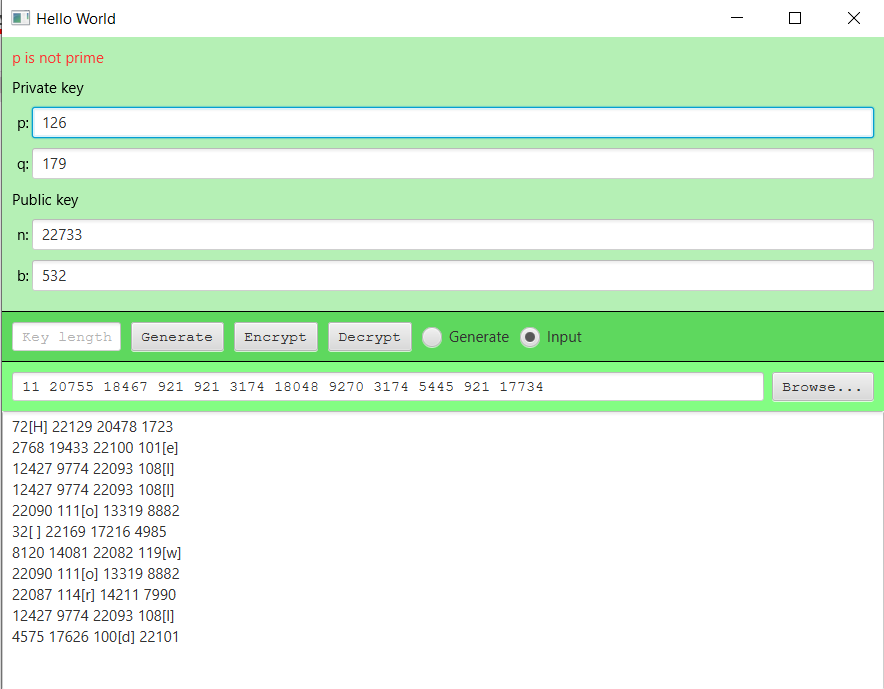 Hello World
p is not prime
Private key
p: 126
q: 179
Public key
n: 22733
b: 532
Key length Generate Encrypt Decrypt Generate Input
11 20755 18467 921 921 3174 18048 9270 3174 5445 921 17734 Browse...
72[H] 22129 20478 1723
2768 19433 22100 101[e]
12427 9774 22093 108[l]
12427 9774 22093 108[l]
22090 111[o] 13319 8882
32[ ] 22169 17216 4985
8120 14081 22082 119[w]
22090 111[o] 13319 8882
22087 114[r] 14211 7990
12427 9774 22093 108[l]
4575 17626 100[d] 22101